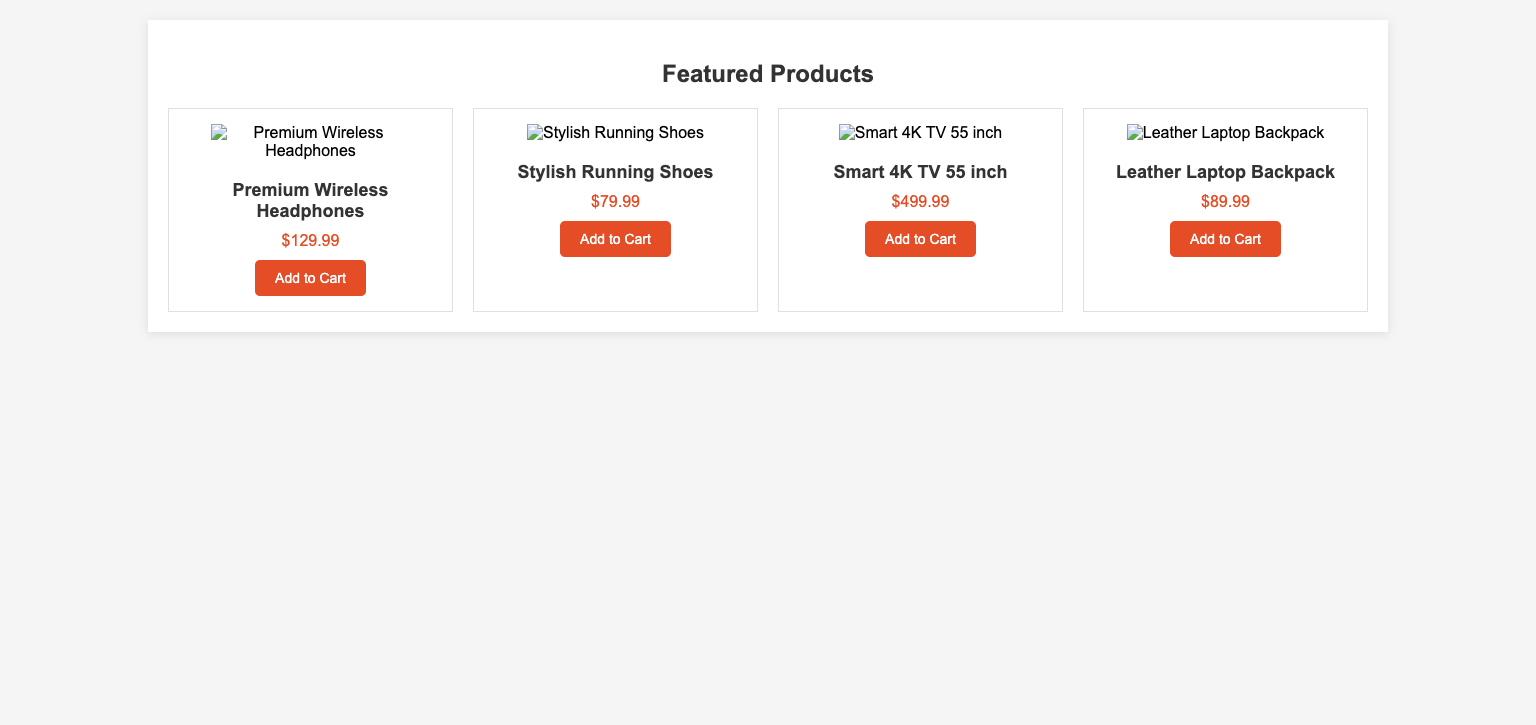 Featured Products
Premium Wireless
Headphones
Premium Wireless
Headphones
$129.99
Add to Cart
Stylish Running Shoes
Stylish Running Shoes
$79.99
Add to Cart
Smart 4K TV 55 inch
Smart 4K TV 55 inch
$499.99
Add to Cart
Leather Laptop Backpack
Leather Laptop Backpack
$89.99
Add to Cart